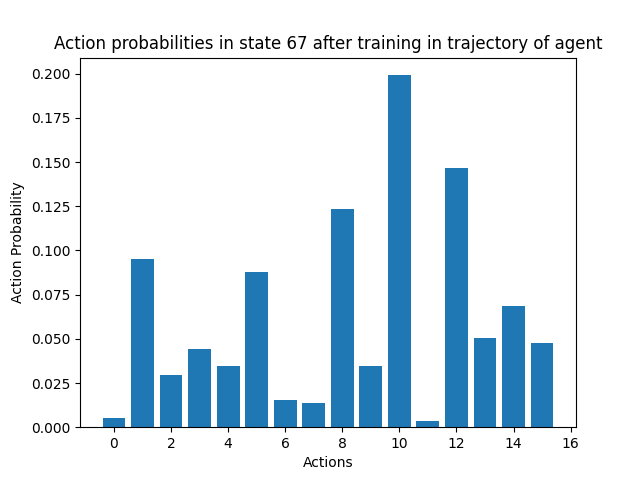 Action probabilities in state 67 after training in trajectory of agent
0.200
0.175
0.150
0.125
0.100
0.075
0.050
0.025
0.000
Action Probability
0 2 4 6 8 10 12 14 16
Actions